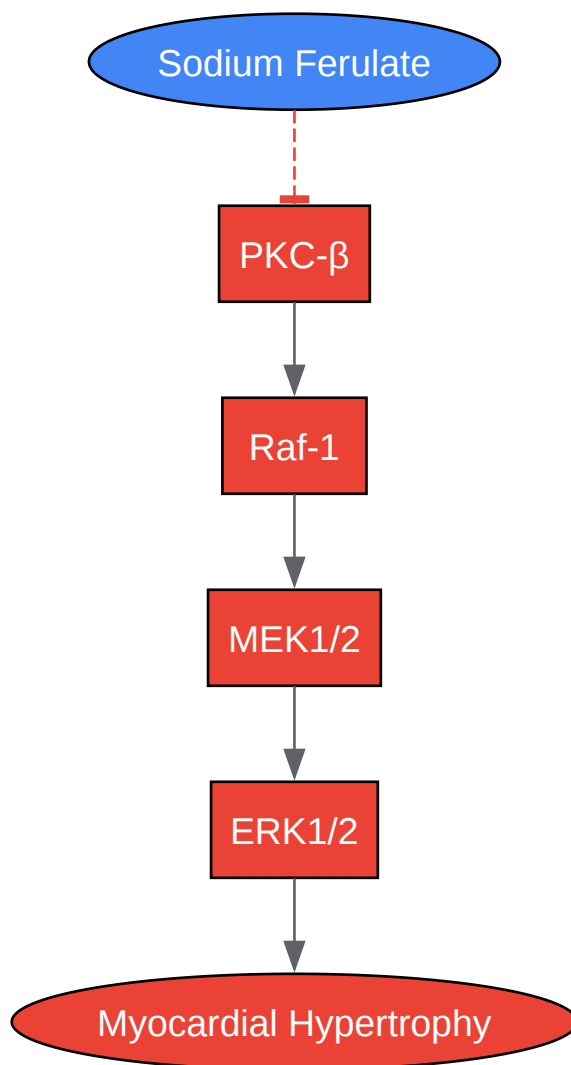 Sodium Ferulate
PKC-β
Raf-1
MEK1/2
ERK1/2
Myocardial Hypertrophy